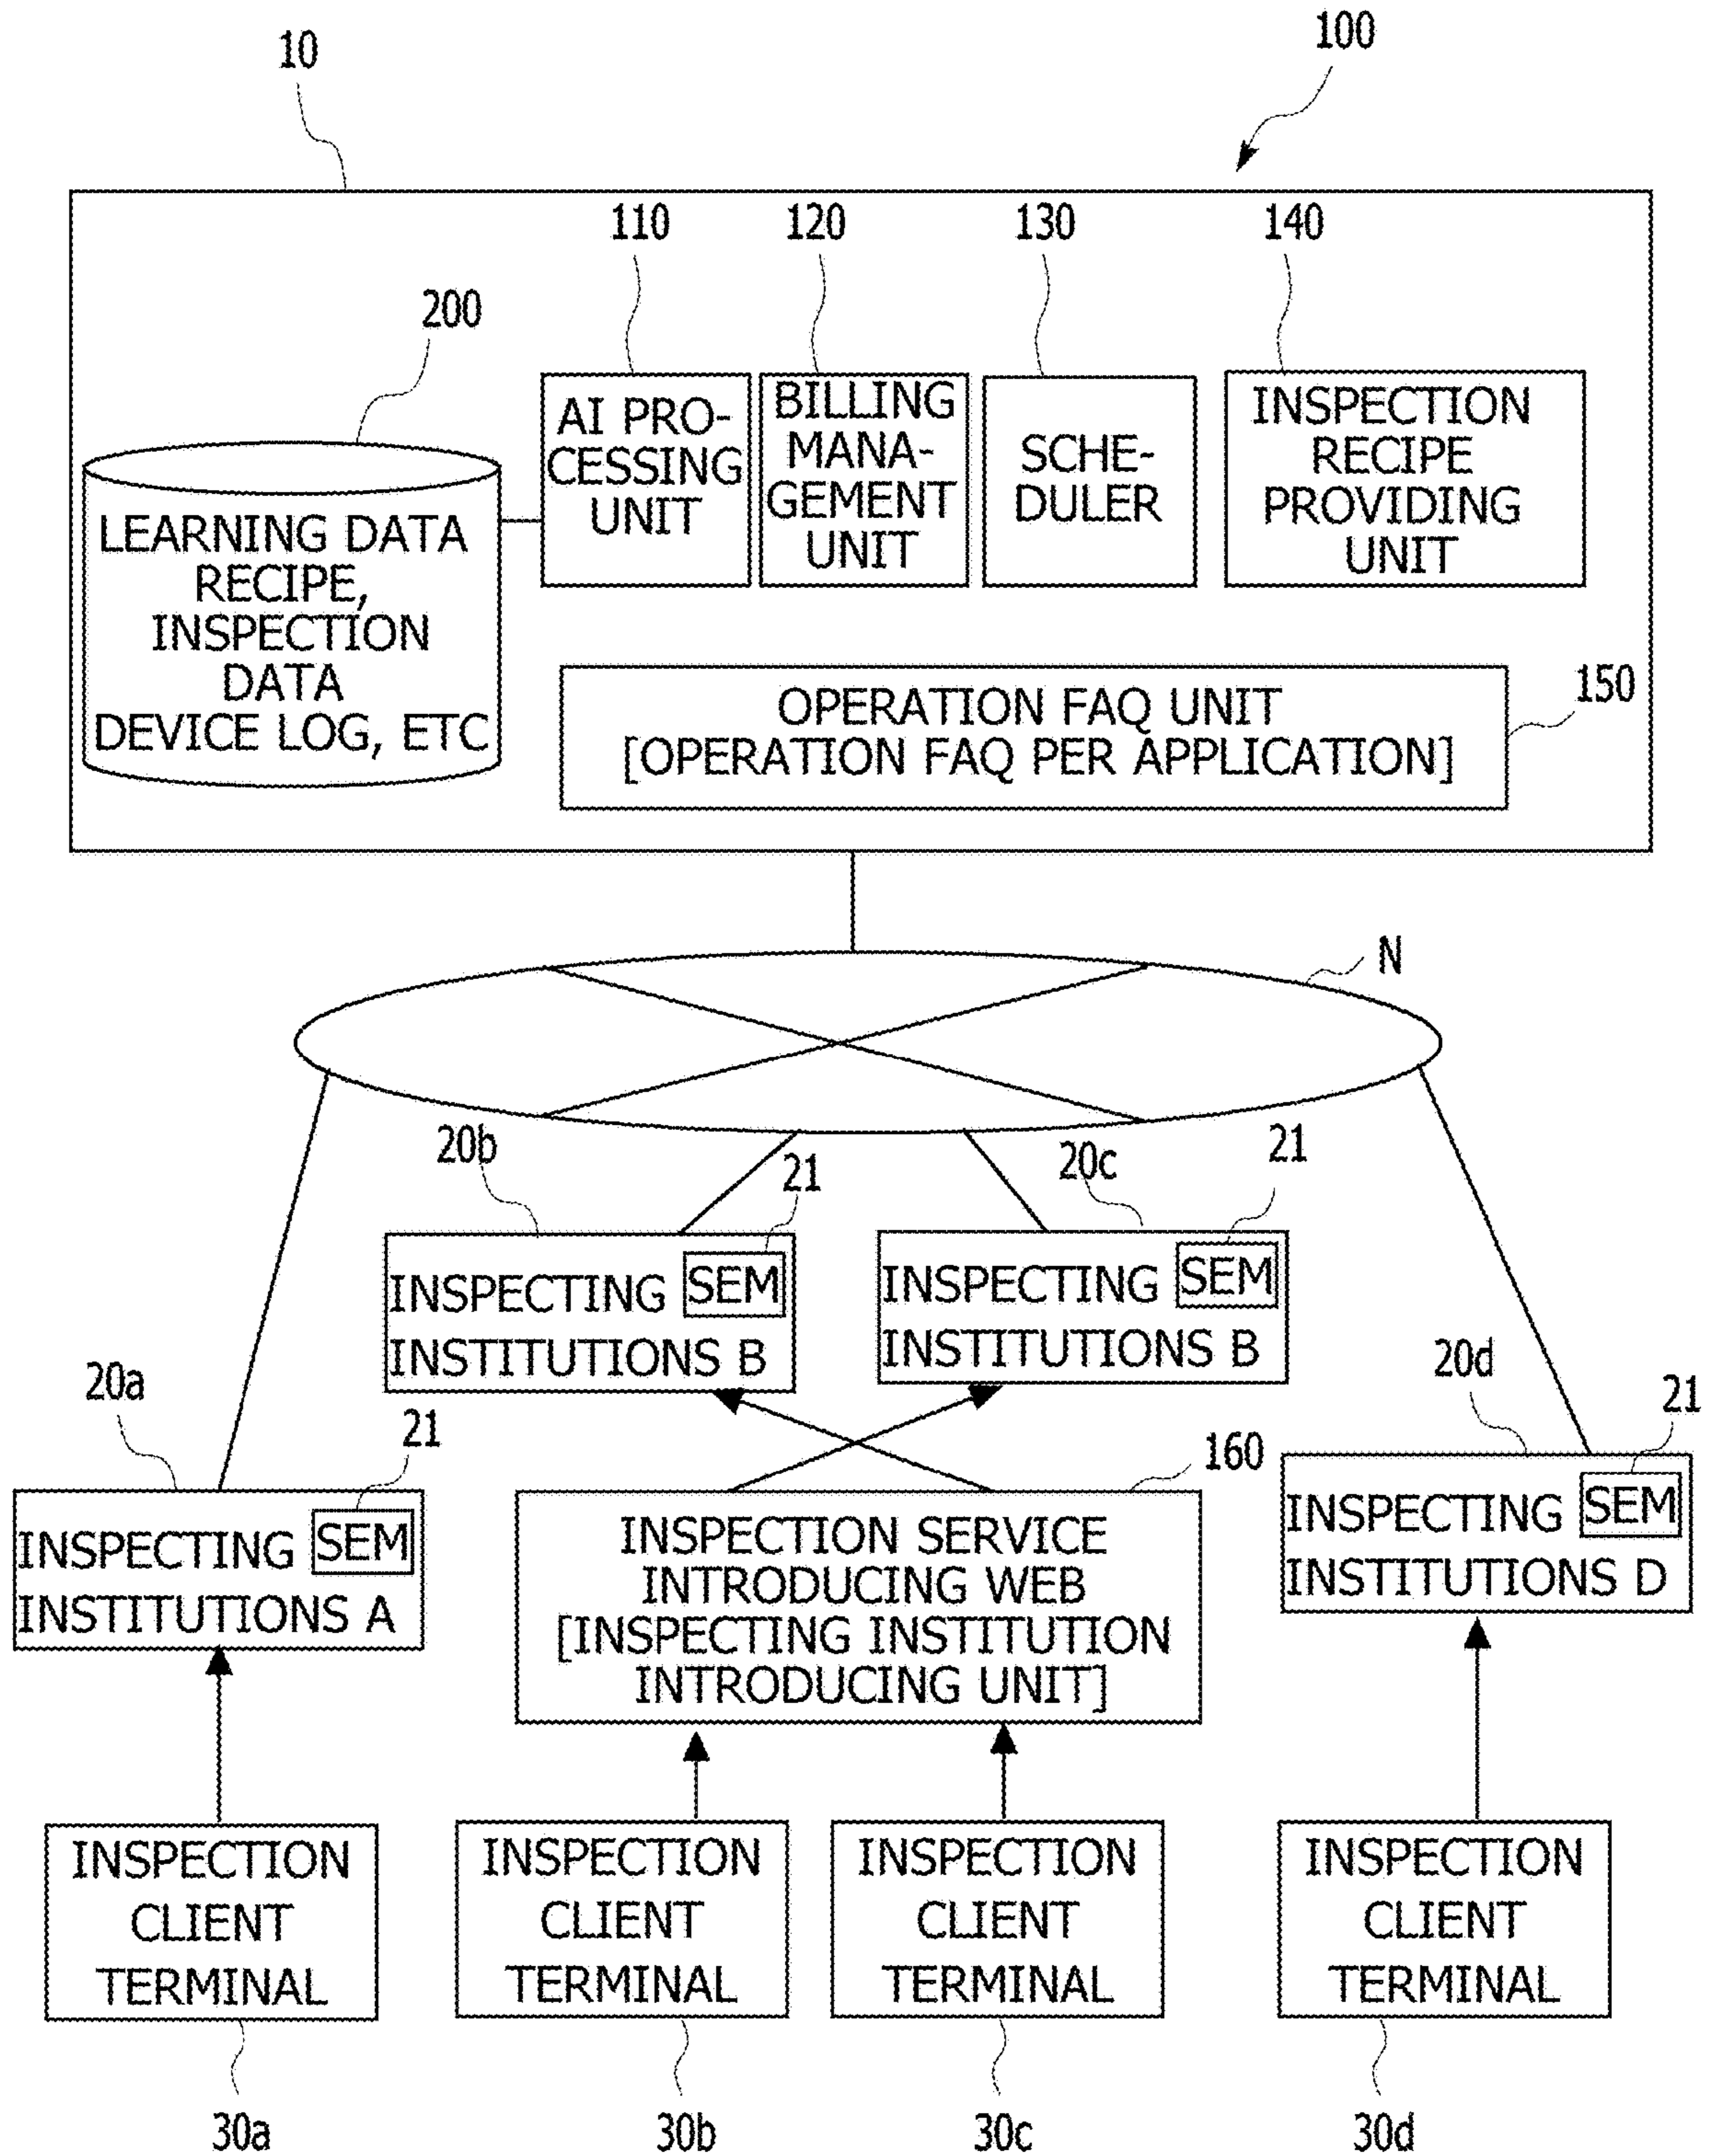 100
10
110
120
130
140
200
AI PRO-
CESSING
UNIT
BILLING
MANA-
GEMENT
UNIT
SCHE-
DULER
INSPECTION
RECIPE
PROVIDING
UNIT
LEARNING DATA
RECIPE,
INSPECTION
DATA
DEVICE LOG, ETC
150
OPERATION FAQ UNIT
[OPERATION FAQ PER APPLICATION]
N
20b
21
20c
21
INSPECTING SEM
INSTITUTIONS B
INSPECTING SEM
INSTITUTIONS B
20a
21
20d
21
160
INSPECTING SEM
INSTITUTIONS A
INSPECTION SERVICE
INTRODUCING WEB
[INSPECTING INSTITUTION
INTRODUCING UNIT]
INSPECTING SEM
INSTITUTIONS D
INSPECTION
CLIENT
TERMINAL
INSPECTION
CLIENT
TERMINAL
INSPECTION
CLIENT
TERMINAL
INSPECTION
CLIENT
TERMINAL
30a
30b
30c
30d